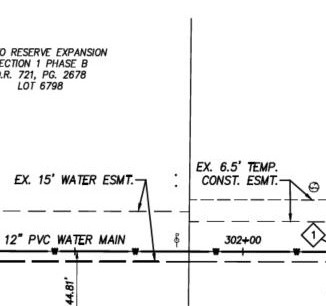 O RESERVE EXPANSION
ECTION 1 PHASE B
.R. 721, PG. 2678
LOT 6798
EX. 15' WATER ESMT.
EX. 6.5' TEMP.
CONST. ESMT.
12" PVC WATER MAIN
302+00
1
44.81'